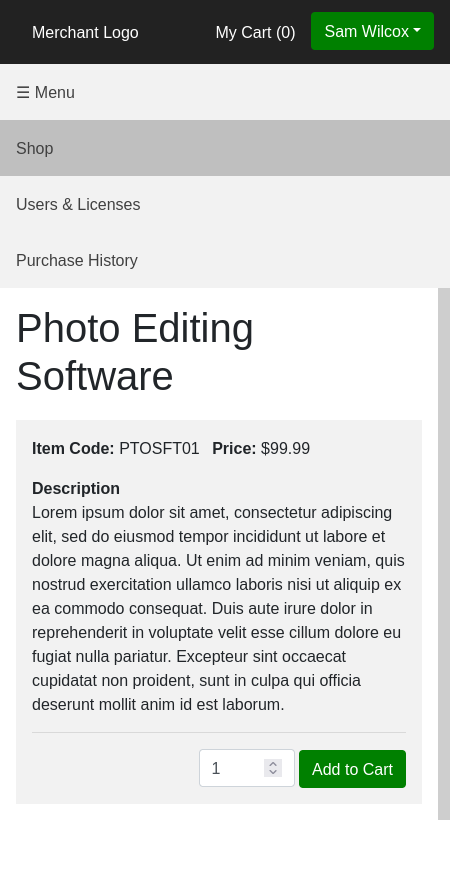 Merchant Logo My Cart (0) Sam Wilcox
☰ Menu
Shop
Users & Licenses
Purchase History
Photo Editing
Software
Item Code: PTOSFT01 Price: $99.99
Description
Lorem ipsum dolor sit amet, consectetur adipiscing
elit, sed do eiusmod tempor incididunt ut labore et
dolore magna aliqua. Ut enim ad minim veniam, quis
nostrud exercitation ullamco laboris nisi ut aliquip ex
ea commodo consequat. Duis aute irure dolor in
reprehenderit in voluptate velit esse cillum dolore eu
fugiat nulla pariatur. Excepteur sint occaecat
cupidatat non proident, sunt in culpa qui officia
deserunt mollit anim id est laborum.
1 Add to Cart